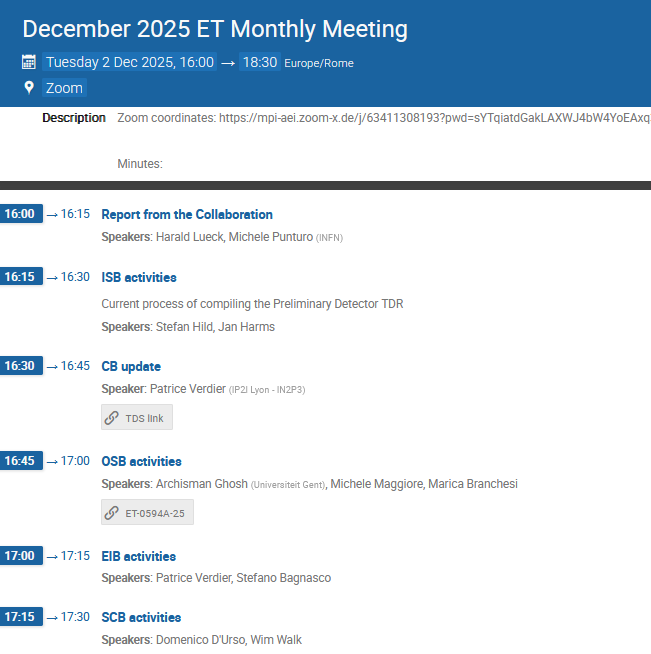 December 2025 ET Monthly Meeting
Tuesday 2 Dec 2025, 16:00 → 18:30 Europe/Rome
Zoom
Description Zoom coordinates: https://mpi-aei.zoom-x.de/j/63411308193?pwd=sYTqiatdGakLAXWJ4bW4YoEAxq
Minutes:
16:00 → 16:15 Report from the Collaboration
Speakers: Harald Lueck, Michele Punturo (INFN)
16:15 → 16:30 ISB activities
Current process of compiling the Preliminary Detector TDR
Speakers: Stefan Hild, Jan Harms
16:30 → 16:45 CB update
Speaker: Patrice Verdier (IP2I Lyon - IN2P3)
TDS link
16:45 → 17:00 OSB activities
Speakers: Archisman Ghosh (Universiteit Gent), Michele Maggiore, Marica Branchesi
ET-0594A-25
17:00 → 17:15 EIB activities
Speakers: Patrice Verdier, Stefano Bagnasco
17:15 → 17:30 SCB activities
Speakers: Domenico D'Urso, Wim Walk